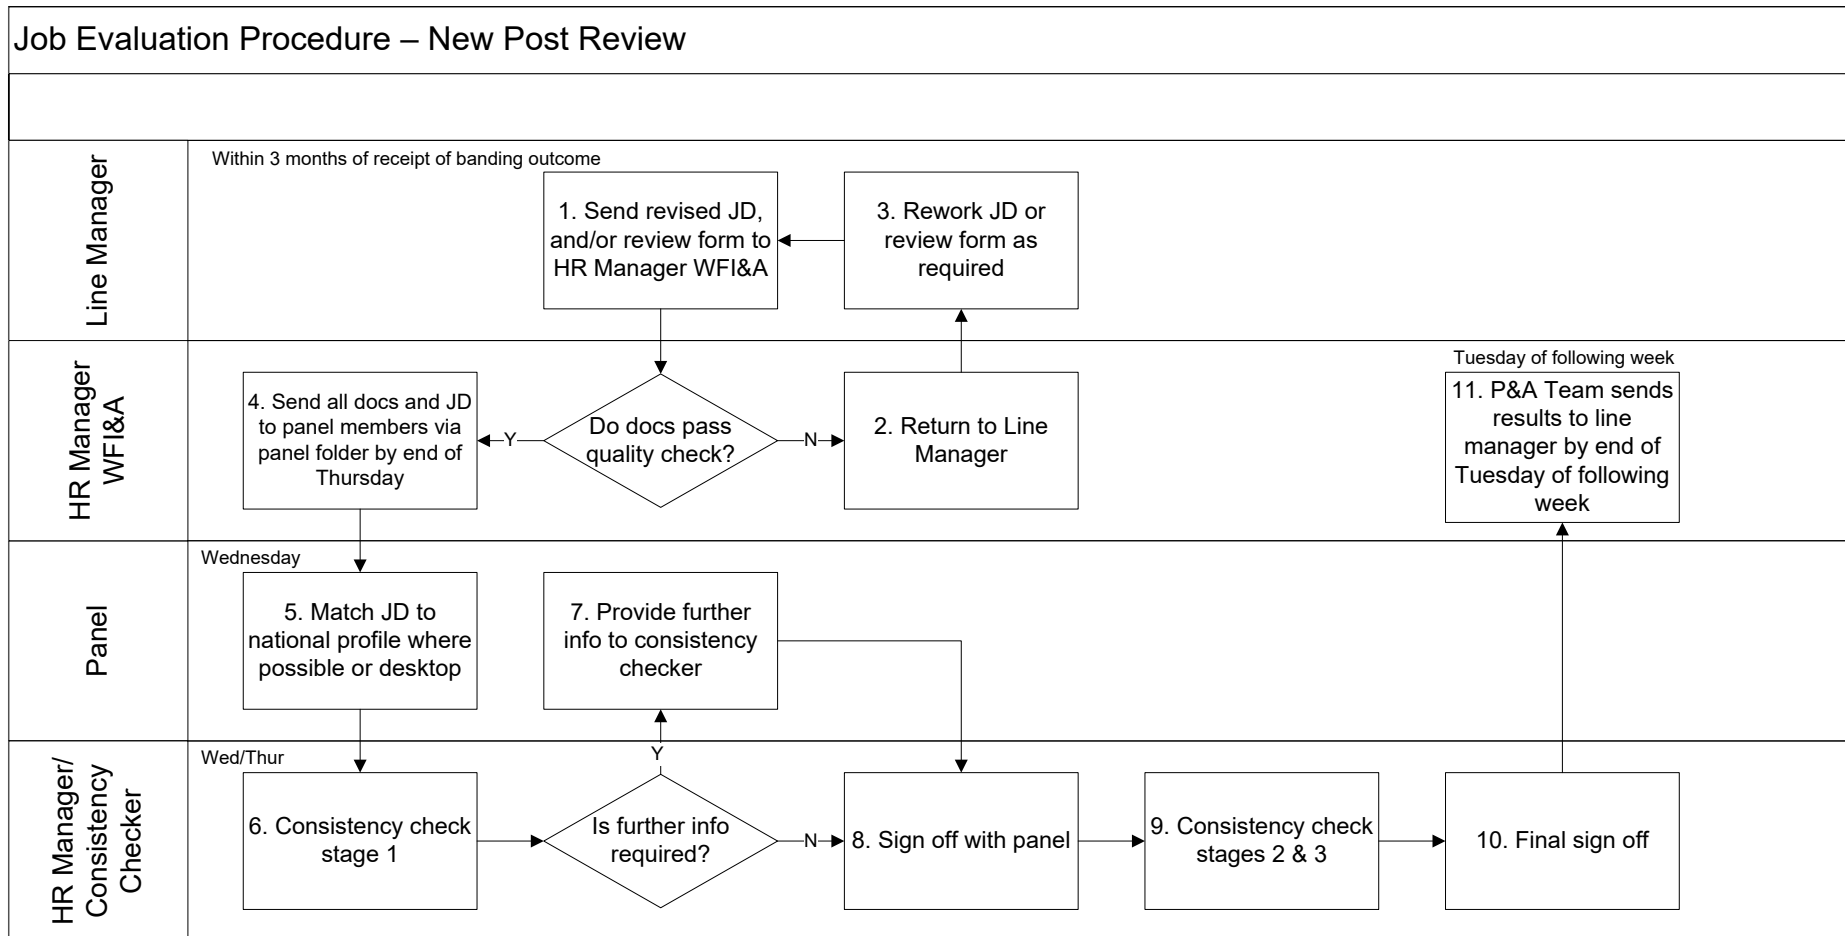 Job Evaluation Procedure – New Post Review
Line Manager
Within 3 months of receipt of banding outcome
1. Send revised JD,
and/or review form to
HR Manager WFI&A
3. Rework JD or
review form as
required
HR Manager
WFI&A
4. Send all docs and JD
to panel members via
panel folder by end of
Thursday
Y
Do docs pass
quality check?
N
2. Return to Line
Manager
Tuesday of following week
11. P&A Team sends
results to line
manager by end of
Tuesday of following
week
Panel
Wednesday
5. Match JD to
national profile where
possible or desktop
7. Provide further
info to consistency
checker
HR Manager/
Consistency
Checker
Wed/Thur
6. Consistency check
stage 1
Y
Is further info
required?
N
8. Sign off with panel
9. Consistency check
stages 2 & 3
10. Final sign off